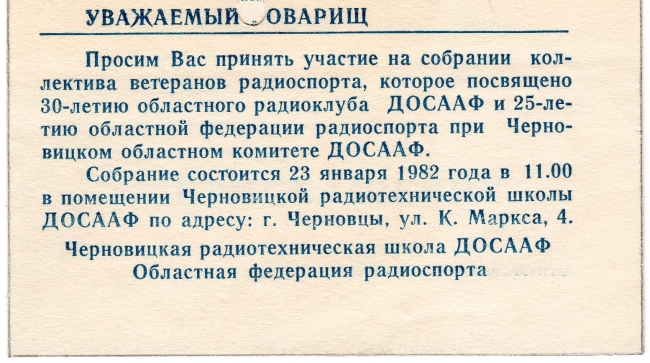 УВАЖАЕМЫЙ ОВАРИЩ
Просим Вас принять участие на собрании кол-
лектива ветеранов радиоспорта, которое посвящено
30-летию областного радиоклуба ДОСААФ и 25-ле-
тию областной федерации радиоспорта при Черно-
вицком областном комитете ДОСААФ.
Собрание состоится 23 января 1982 года в 11.00
в помещении Черновицкой радиотехнической школы
ДОСААФ по адресу: г. Черновцы, ул. К. Маркса, 4.
Черновицкая радиотехническая школа ДОСААФ
Областная федерация радиоспорта